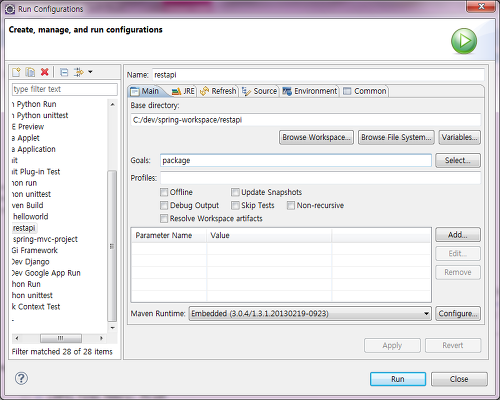 Run Configurations
Create, manage, and run configurations
Name: restapi
type filter text
Main JRE Refresh Source Environment Common
n Python Run
n Python unittest
E Preview
a Applet
a Application
it
it Plug-in Test
hon run
hon unittest
ven Build
helloworld
restapi
spring-mvc-project
Gi Framework
Dev Django
Dev Google App Run
hon Run
hon unittest
k Context Test
Filter matched 28 of 28 items
Base directory:
C:/dev/spring-workspace/restapi
Browse Workspace... Browse File System... Variables...
Goals: package Select...
Profiles:
Offline Update Snapshots
Debug Output Skip Tests Non-recursive
Resolve Workspace artifacts
Parameter Name Value Add...
Edit...
Remove
Maven Runtime: Embedded (3.0.4/1.3.1.20130219-0923) Configure...
Apply Revert
Run Close